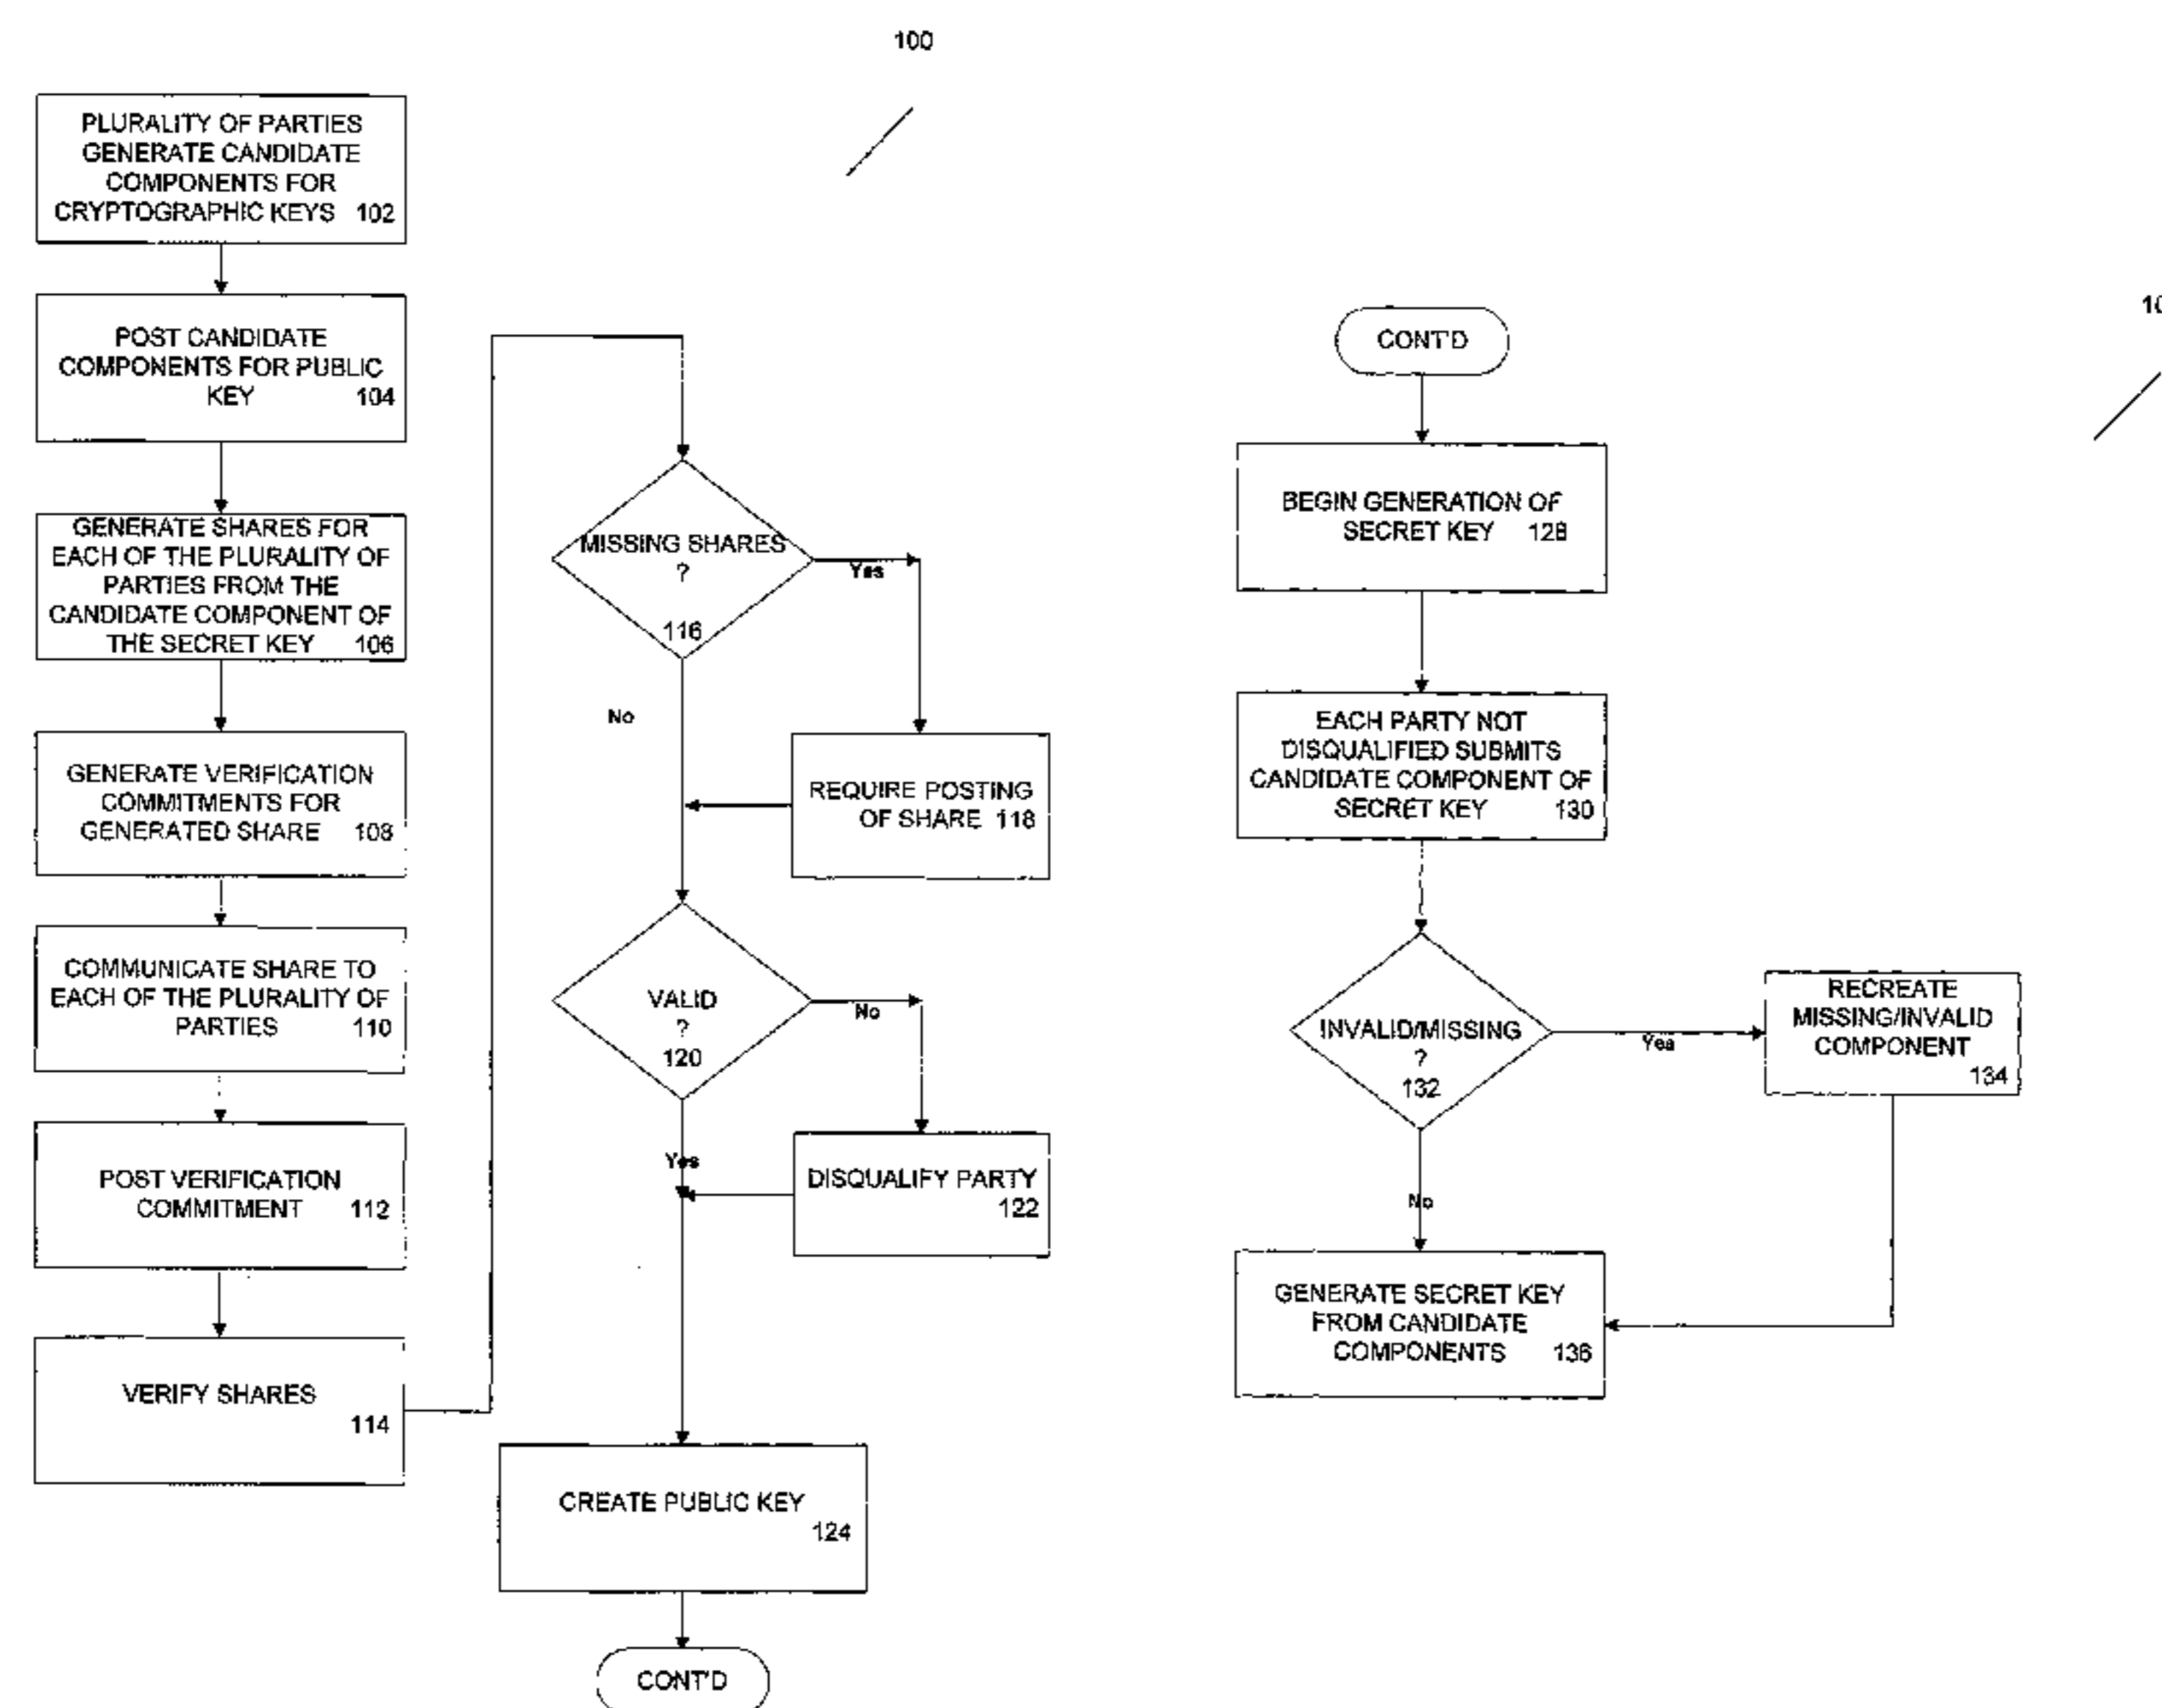 100
PLURALITY OF PARTIES
GENERATE CANDIDATE
COMPONENTS FOR
CRYPTOGRAPHIC KEYS 102
POST CANDIDATE
COMPONENTS FOR PUBLIC
KEY 104
GENERATE SHARES FOR
EACH OF THE PLURALITY OF
PARTIES FROM THE
CANDIDATE COMPONENT OF
THE SECRET KEY 106
GENERATE VERIFICATION
COMMITMENTS FOR
GENERATED SHARE 108
COMMUNICATE SHARE TO
EACH OF THE PLURALITY OF
PARTIES 110
POST VERIFICATION
COMMITMENT 112
VERIFY SHARES
114
MISSING SHARES
?
116
Yes
No
REQUIRE POSTING
OF SHARE 118
VALID
?
120
No
Yes
DISQUALIFY PARTY
122
CREATE PUBLIC KEY
124
CONT'D
10
CONT'D
BEGIN GENERATION OF
SECRET KEY 128
EACH PARTY NOT
DISQUALIFIED SUBMITS
CANDIDATE COMPONENT OF
SECRET KEY 130
INVALID/MISSING
?
132
Yes
No
RECREATE
MISSING/INVALID
COMPONENT
134
GENERATE SECRET KEY
FROM CANDIDATE
COMPONENTS 136